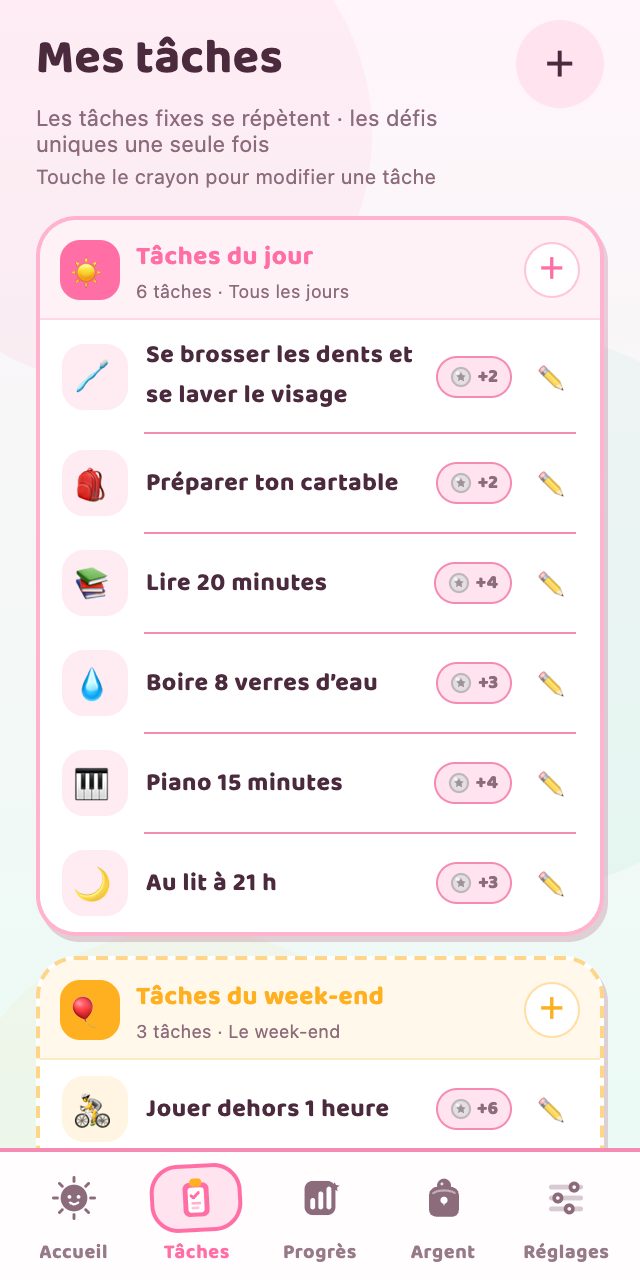 Mes tâches
+
Les tâches fixes se répètent · les défis
uniques une seule fois
Touche le crayon pour modifier une tâche
Tâches du jour
6 tâches · Tous les jours
+
Se brosser les dents et
se laver le visage
+2
Préparer ton cartable
+2
Lire 20 minutes
+4
Boire 8 verres d’eau
+3
Piano 15 minutes
+4
Au lit à 21 h
+3
Tâches du week-end
3 tâches · Le week-end
+
Jouer dehors 1 heure
+6
Accueil
Tâches
Progrès
Argent
Réglages